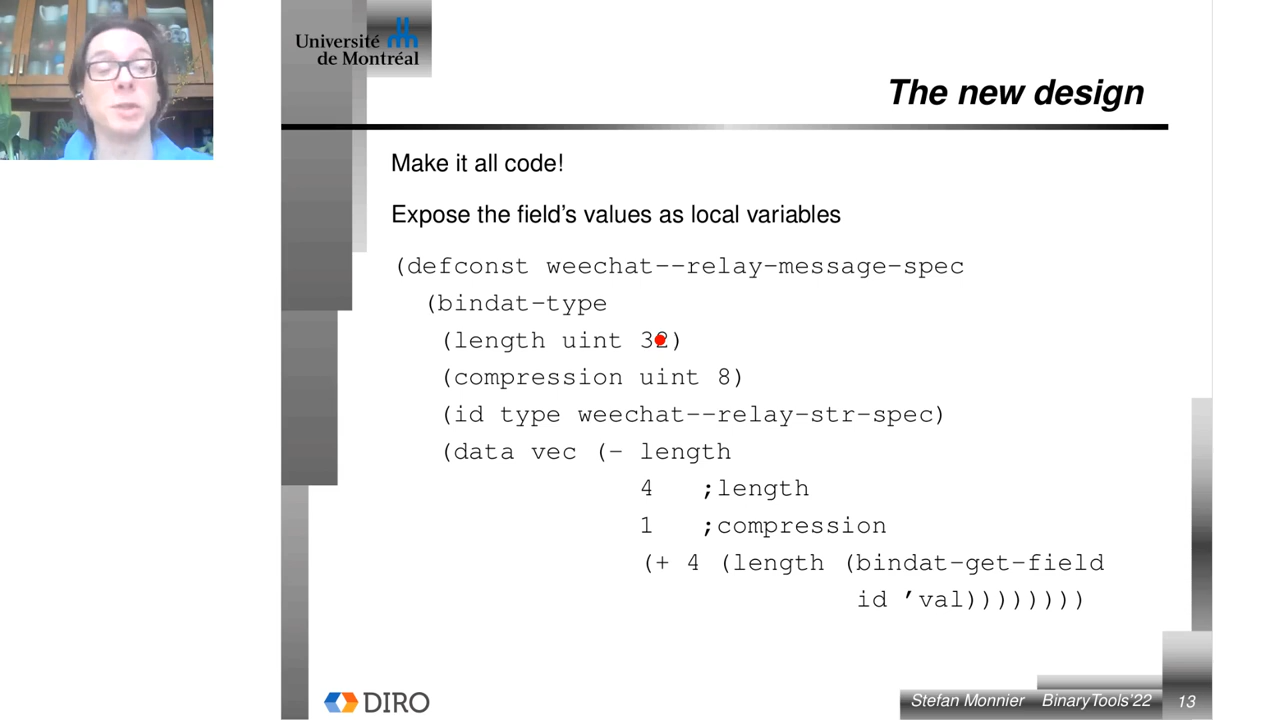 Université
de Montréal
The new design
Make it all code!
Expose the field's values as local variables
(defconst weechat--relay-message-spec
(bindat-type
(length uint 32)
(compression uint 8)
(id type weechat--relay-str-spec)
(data vec (- length
4 ;length
1 ;compression
(+ 4 (length (bindat-get-field
id 'val))))))))
DIRO
Stefan Monnier BinaryTools'22 13